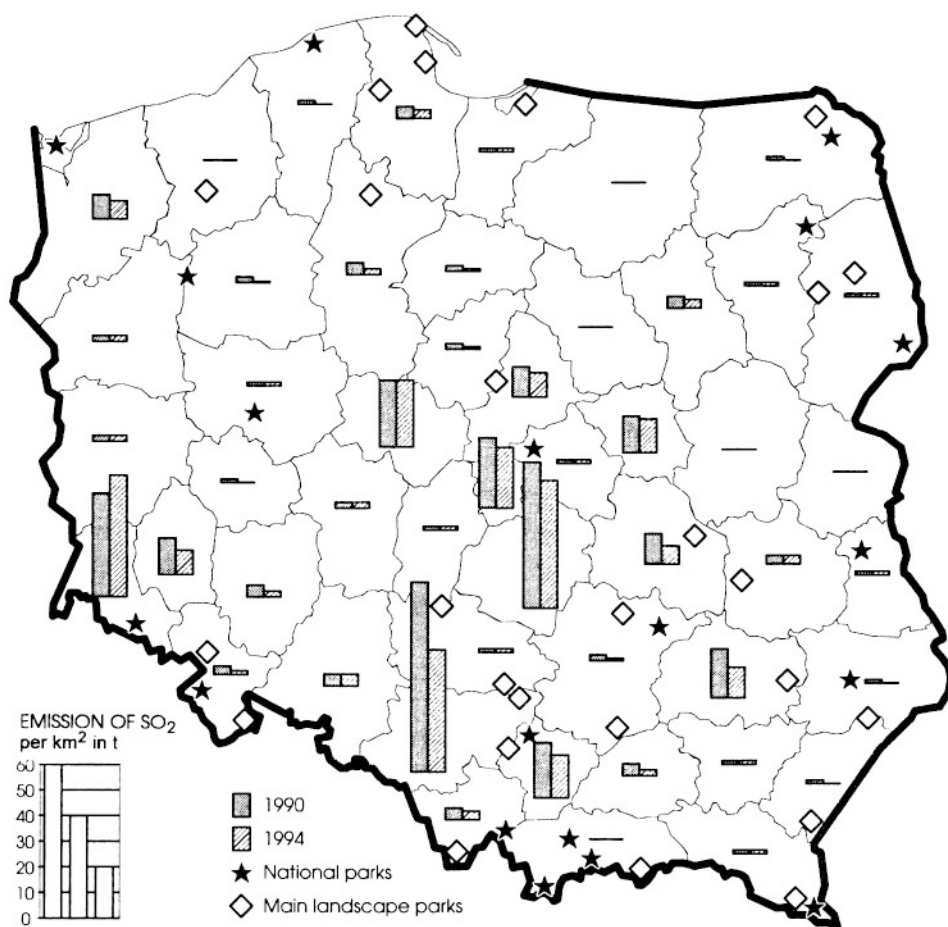 EMISSION OF SO₂
per km² in t
60
50
40
30
20
10
0
1990
1994
National parks
Main landscape parks